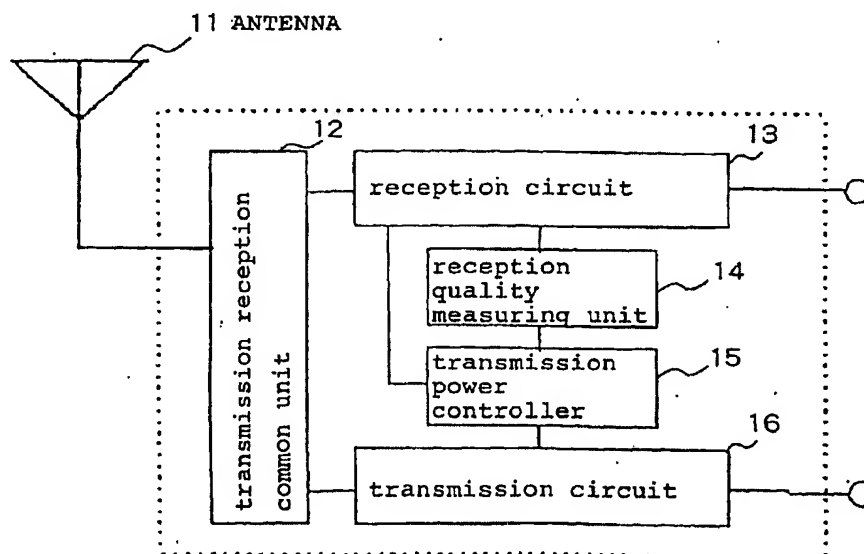 11 ANTENNA
12
transmission reception
common unit
13
reception circuit
reception
quality
measuring unit
14
transmission
power
controller
15
16
transmission circuit